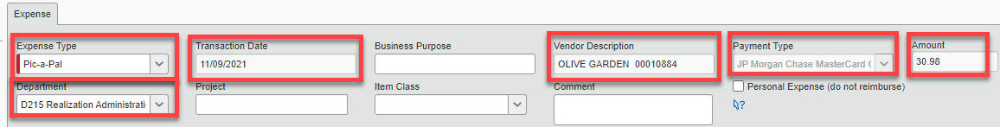 Expense
Expense Type
Transaction Date
Business Purpose
Vendor Description
Payment Type
Amount
Pic-a-Pal
11/09/2021
OLIVE GARDEN 00010884
JP Morgan Chase MasterCard
30.98
Department
Project
Item Class
Comment
Personal Expense (do not reimburse)
D215 Realization Administrati
?